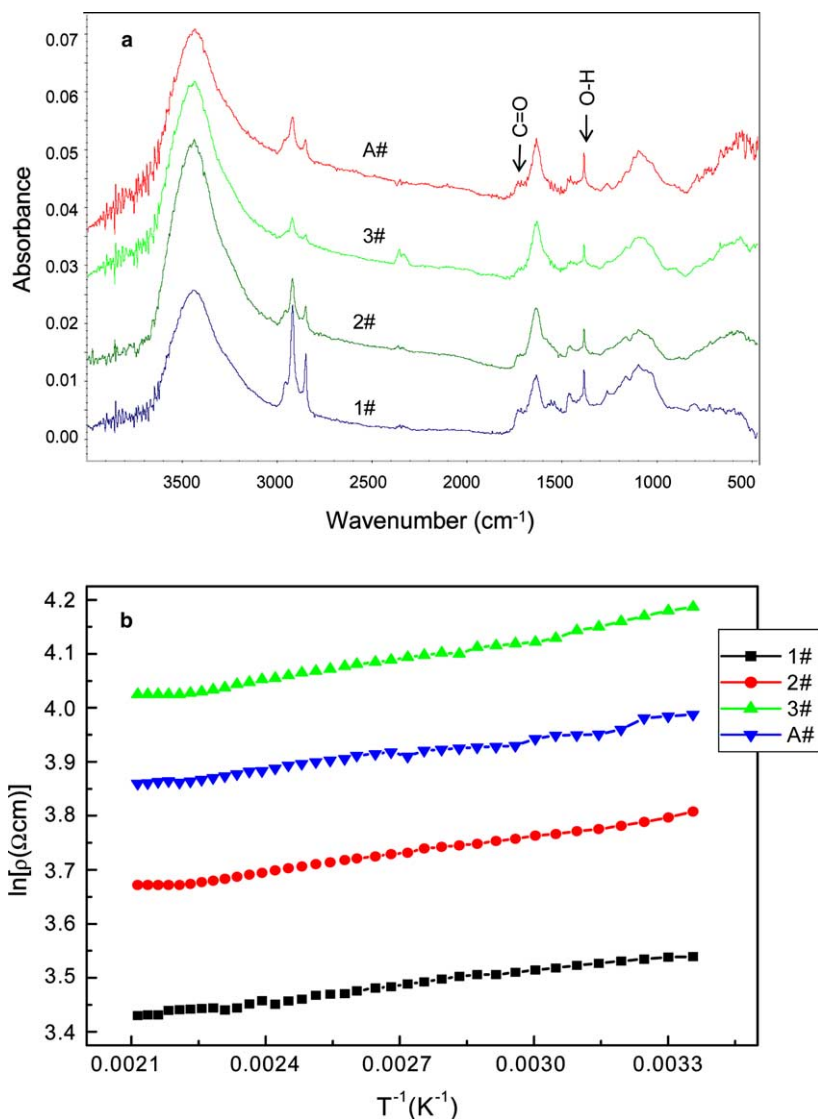 a
0.07
0.06
0.05
0.04
0.03
0.02
0.01
0.00
Absorbance
A#
3#
2#
1#
C=O
O-H
3500 3000 2500 2000 1500 1000 500
Wavenumber (cm-1)
b
4.2
4.1
4.0
3.9
3.8
3.7
3.6
3.5
3.4
ln[ρ(Ωcm)]
1#
2#
3#
A#
0.0021 0.0024 0.0027 0.0030 0.0033
T-1(K-1)